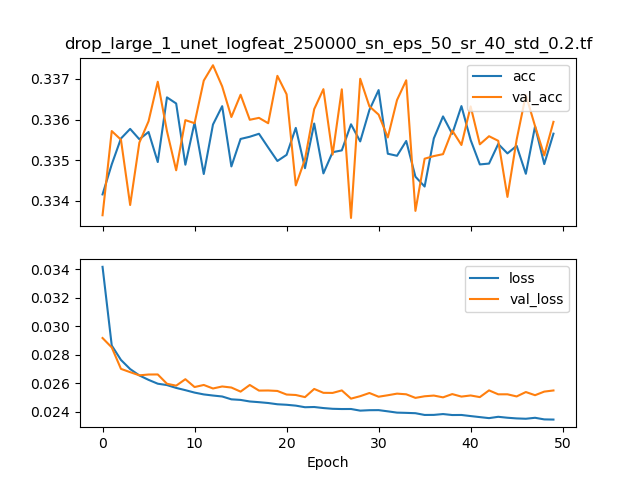 drop_large_1_unet_logfeat_250000_sn_eps_50_sr_40_std_0.2.tf
0.337
0.336
0.335
0.334
acc
val_acc
0.034
0.032
0.030
0.028
0.026
0.024
loss
val_loss
0 10 20 30 40 50
Epoch